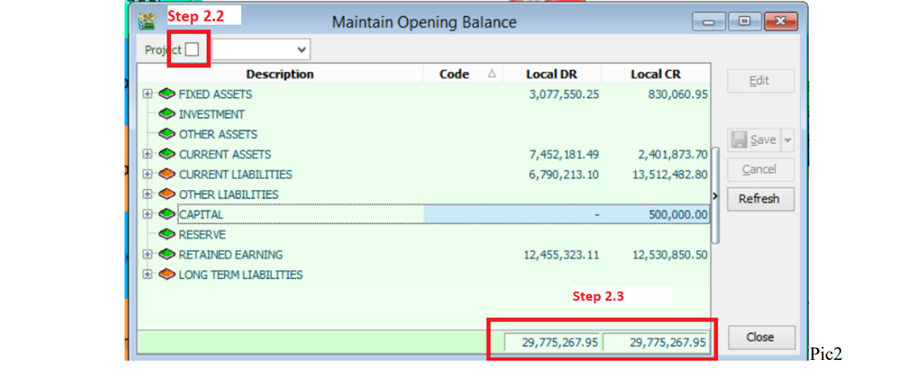 Step 2.2
Maintain Opening Balance
Project
Description Code Local DR Local CR
FIXED ASSETS 3,077,550.25 830,060.95
INVESTMENT
OTHER ASSETS
CURRENT ASSETS 7,452,181.49 2,401,873.70
CURRENT LIABILITIES 6,790,213.10 13,512,482.80
OTHER LIABILITIES
CAPITAL - 500,000.00
RESERVE
RETAINED EARNING 12,455,323.11 12,530,850.50
LONG TERM LIABILITIES
Step 2.3
29,775,267.95 29,775,267.95
Edit
Save
Cancel
Refresh
Close
Pic2